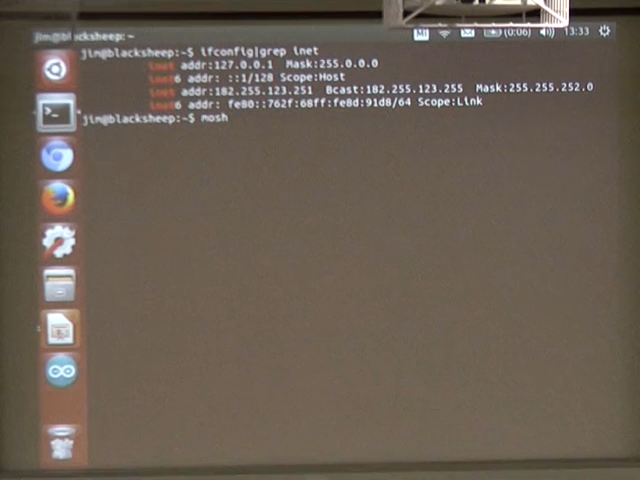 jim@blacksheep: ~
MI (0:06) 13:33
jim@blacksheep:~$ ifconfig|grep inet
inet addr:127.0.0.1 Mask:255.0.0.0
inet6 addr: ::1/128 Scope:Host
inet addr:182.255.123.251 Bcast:182.255.123.255 Mask:255.255.252.0
inet6 addr: fe80::762f:68ff:fe8d:91d8/64 Scope:Link
jim@blacksheep:~$ mosh